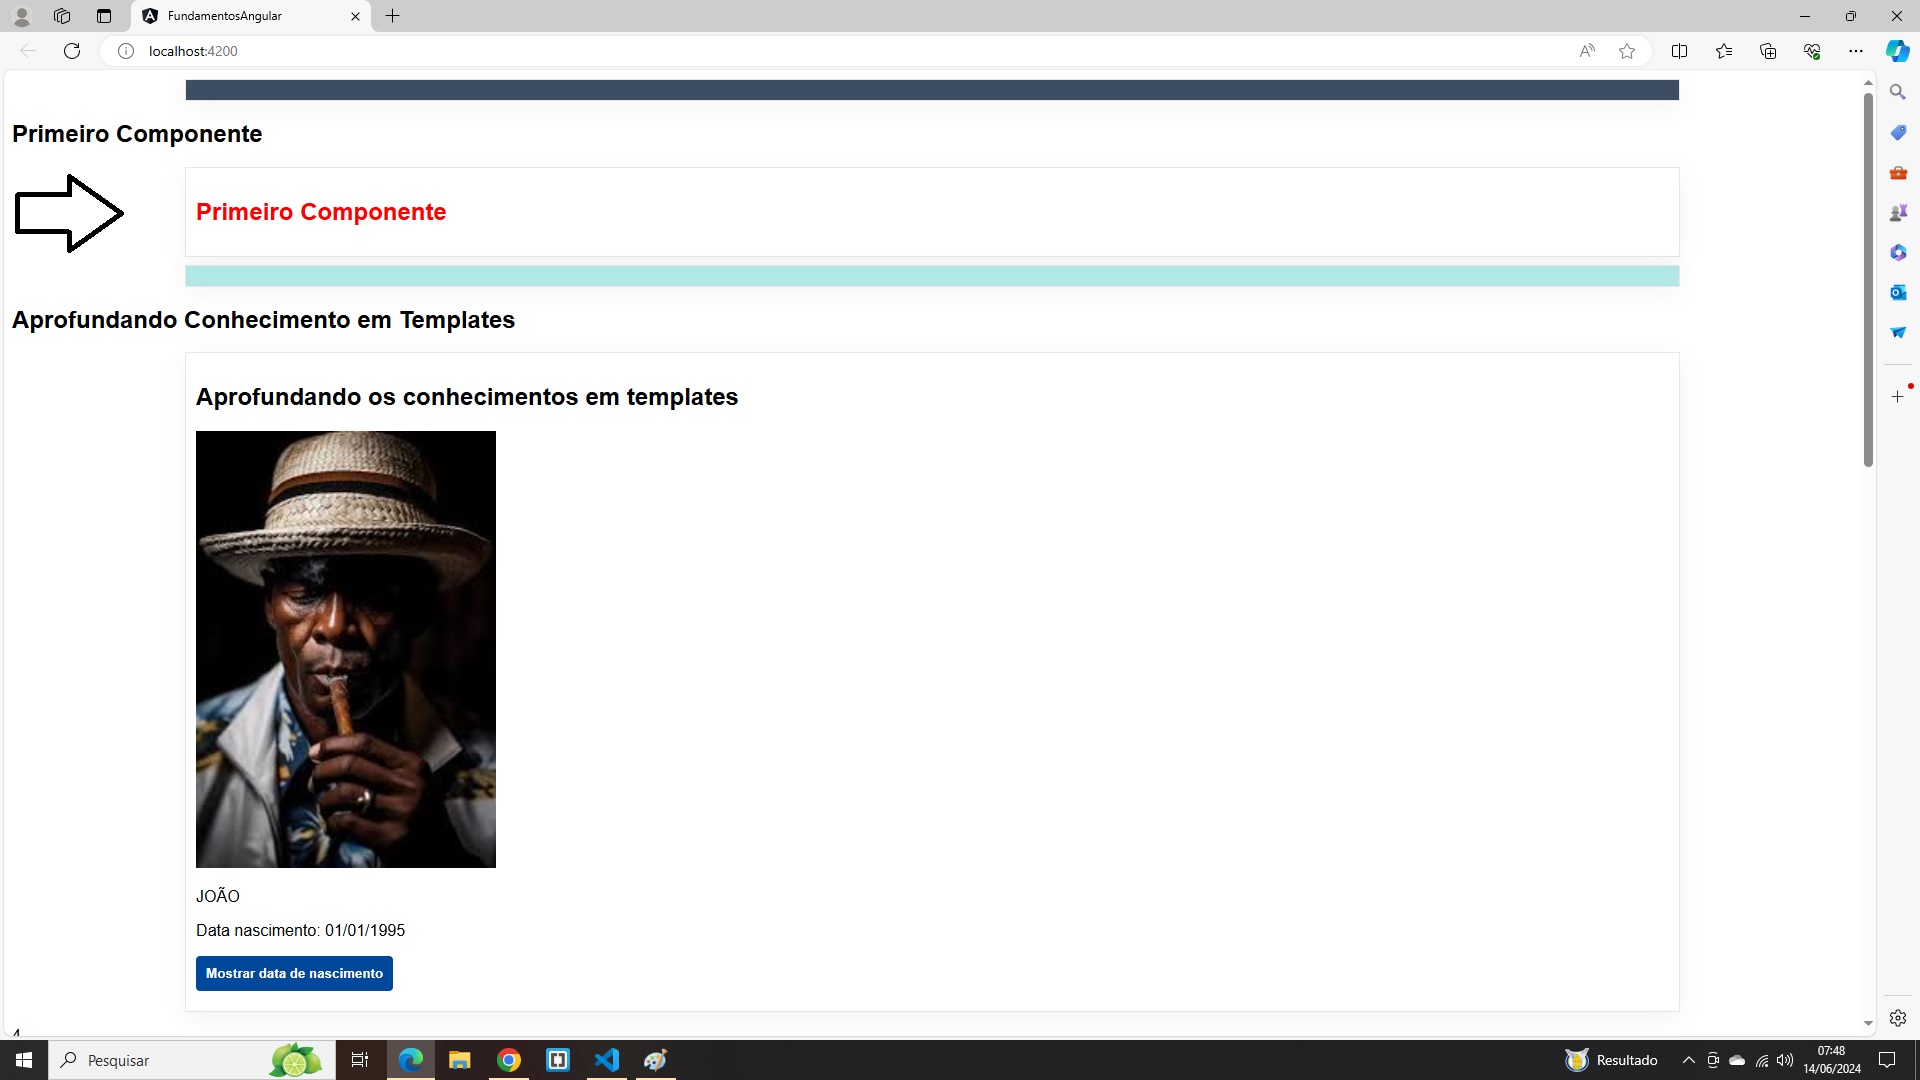 FundamentosAngular
localhost:4200
Primeiro Componente
Primeiro Componente
Aprofundando Conhecimento em Templates
Aprofundando os conhecimentos em templates
JOÃO
Data nascimento: 01/01/1995
Mostrar data de nascimento
4
Pesquisar
Resultado
07:48
14/06/2024